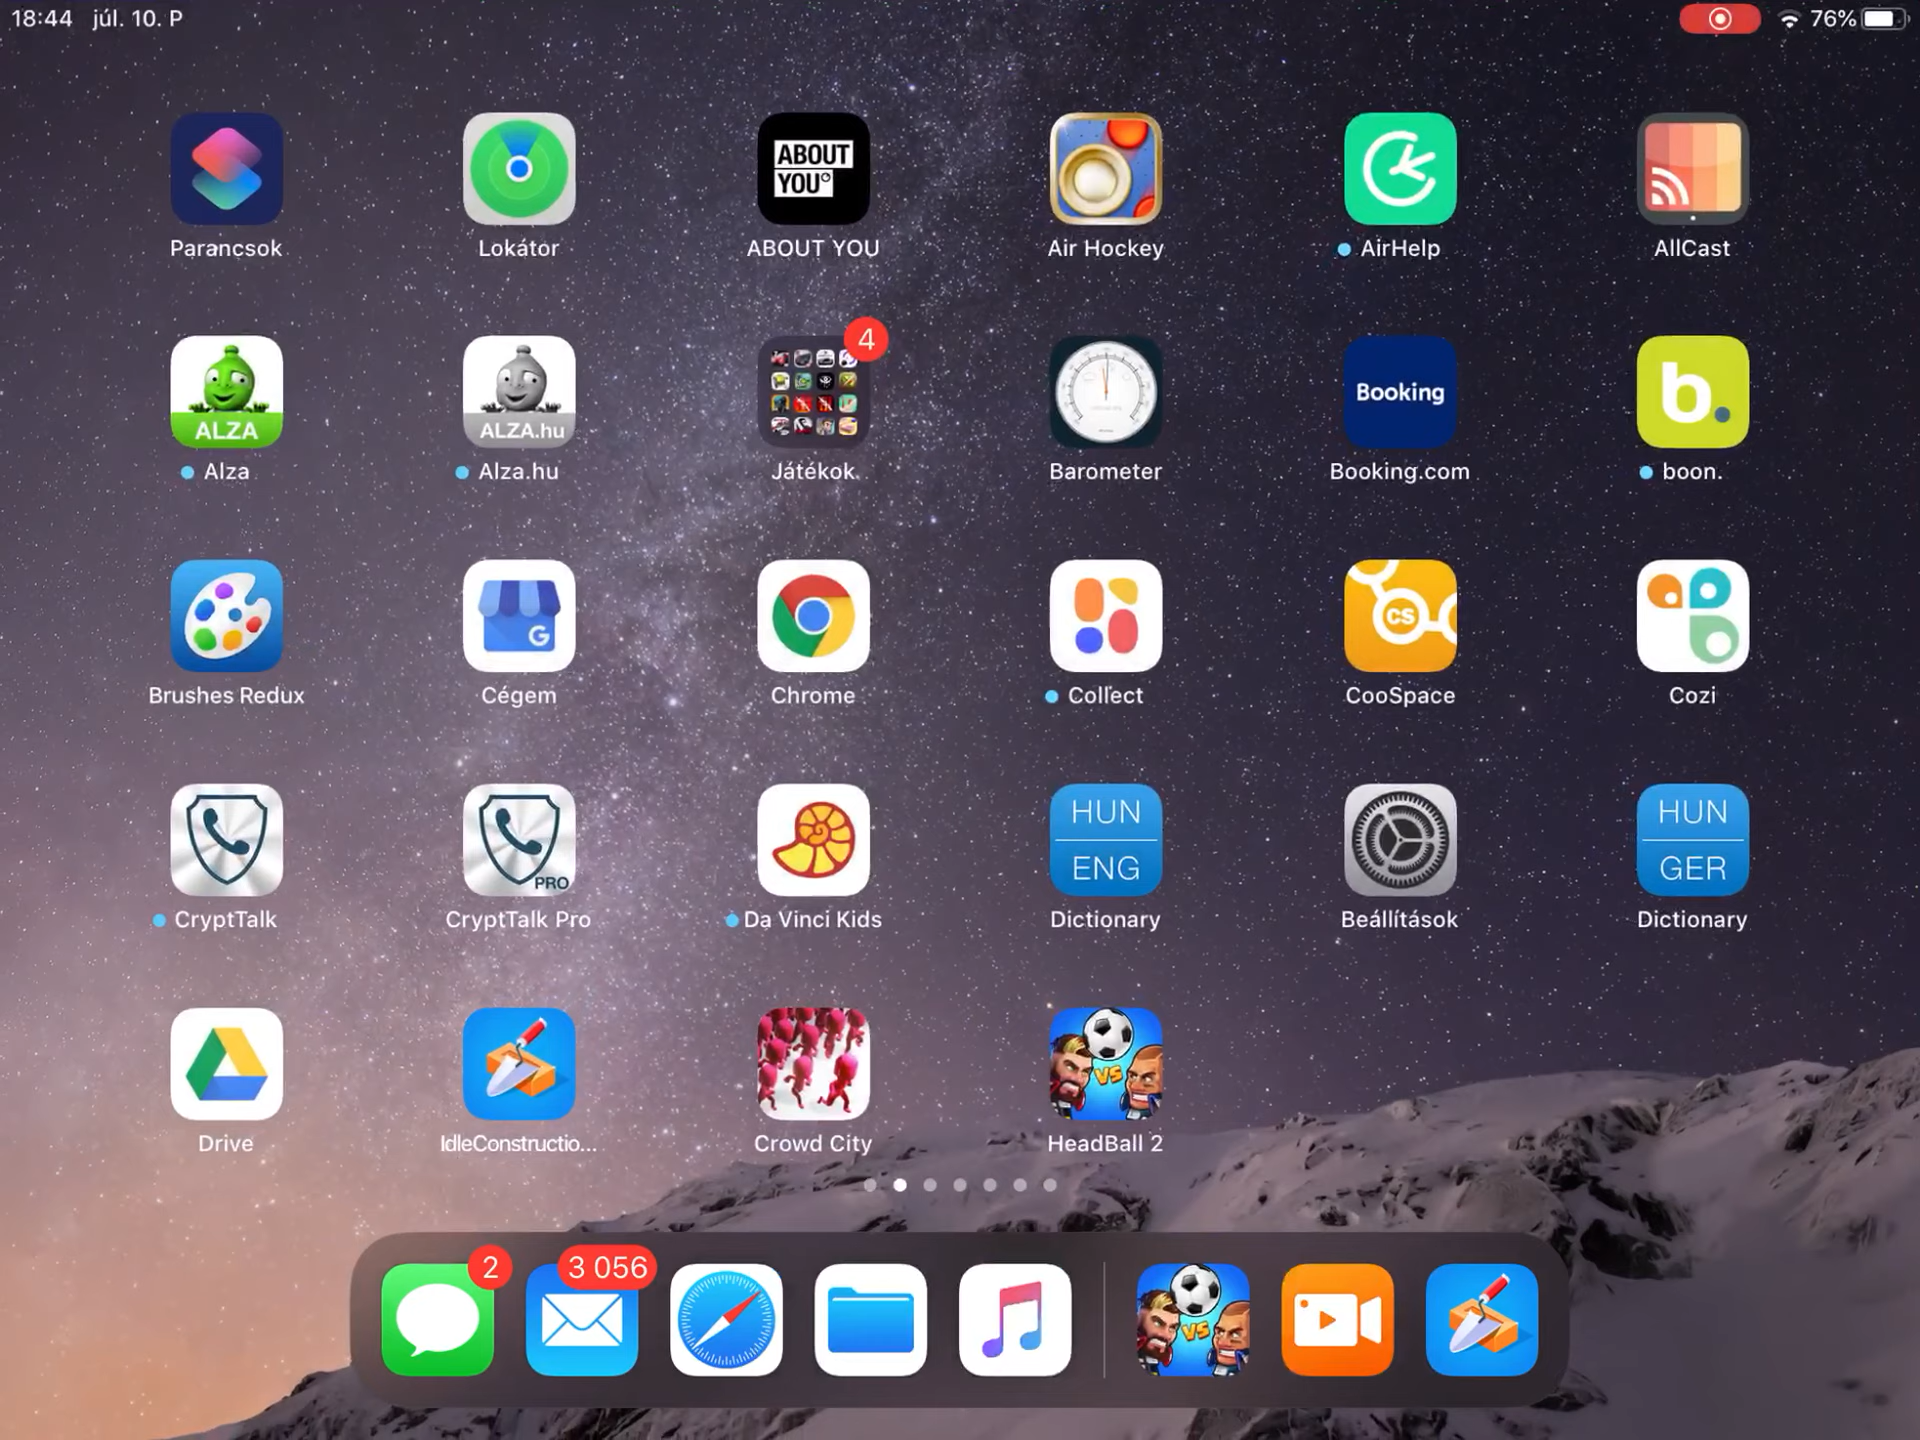 18:44 júl. 10. P
76%
ABOUT
YOU°
Parancsok Lokátor ABOUT YOU Air Hockey AirHelp AllCast
4
ALZA ALZA.hu Booking b.
Alza Alza.hu Játékok Barometer Booking.com boon.
G CS
Brushes Redux Cégem Chrome Collect CooSpace Cozi
PRO HUN ENG HUN GER
CryptTalk CryptTalk Pro Da Vinci Kids Dictionary Beállítások Dictionary
VS
Drive IdleConstructio... Crowd City HeadBall 2
2 3 056
VS